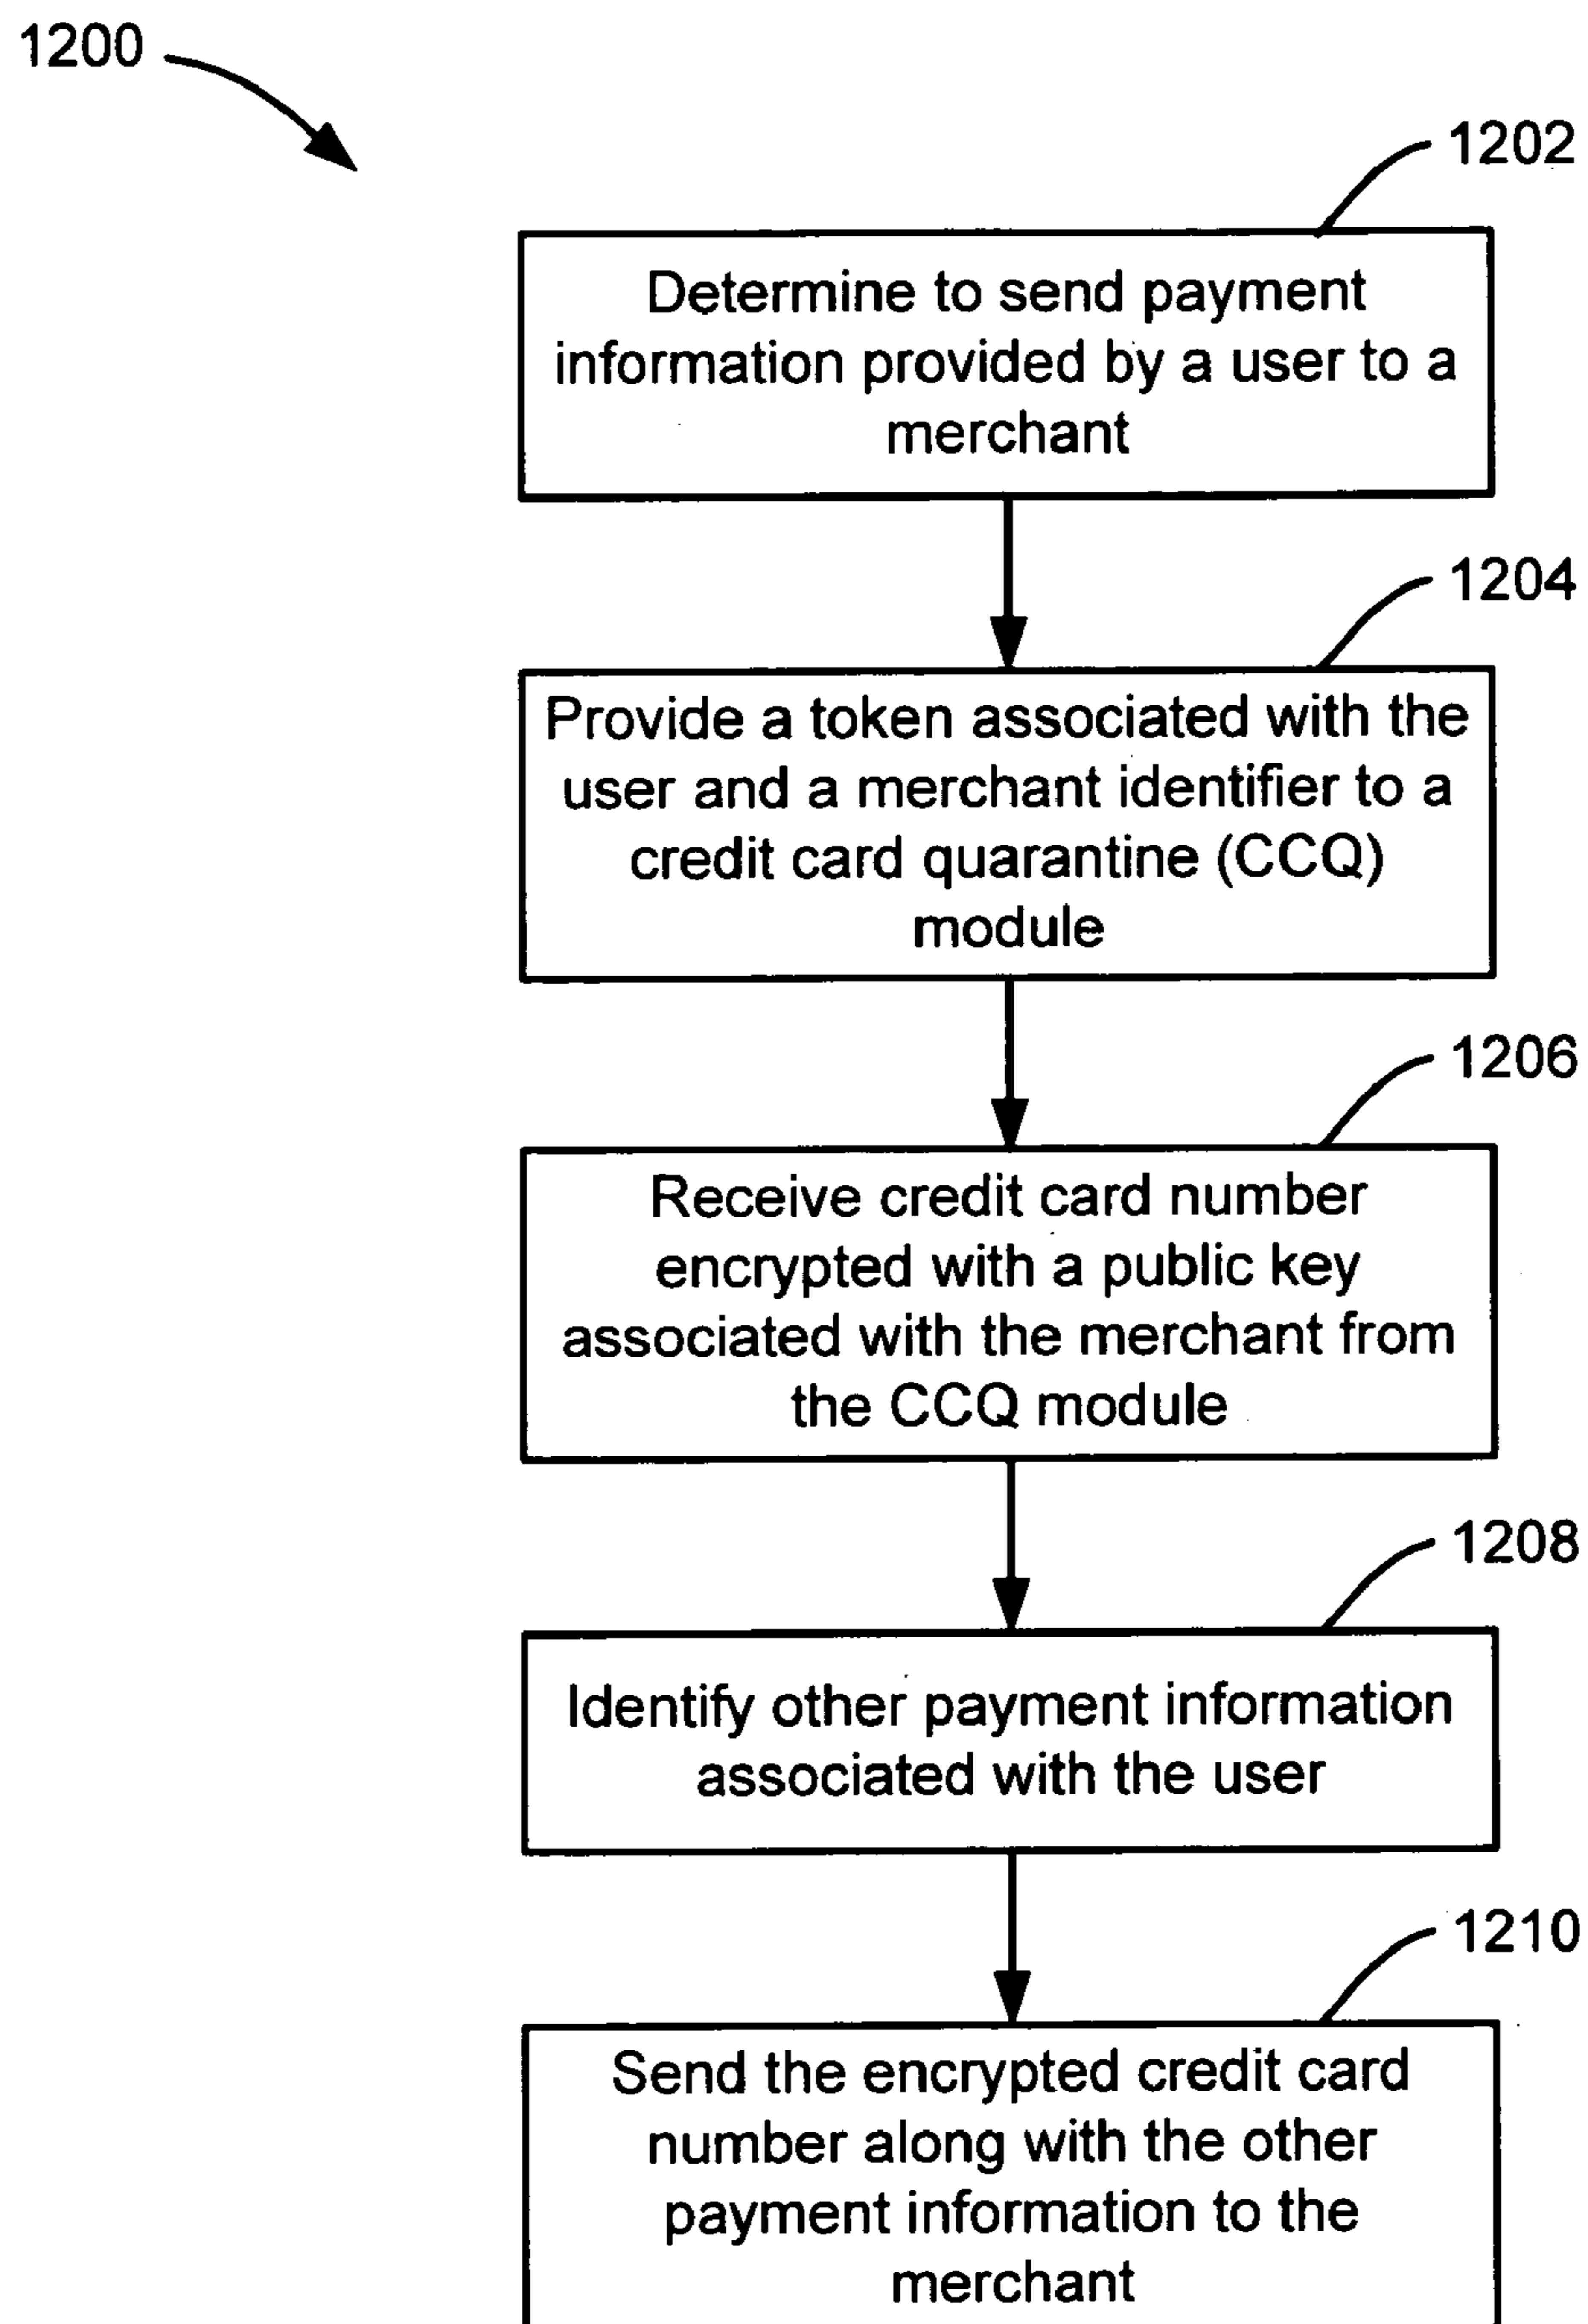 1200
1202
Determine to send payment
information provided by a user to a
merchant
1204
Provide a token associated with the
user and a merchant identifier to a
credit card quarantine (CCQ)
module
1206
Receive credit card number
encrypted with a public key
associated with the merchant from
the CCQ module
1208
Identify other payment information
associated with the user
1210
Send the encrypted credit card
number along with the other
payment information to the
merchant